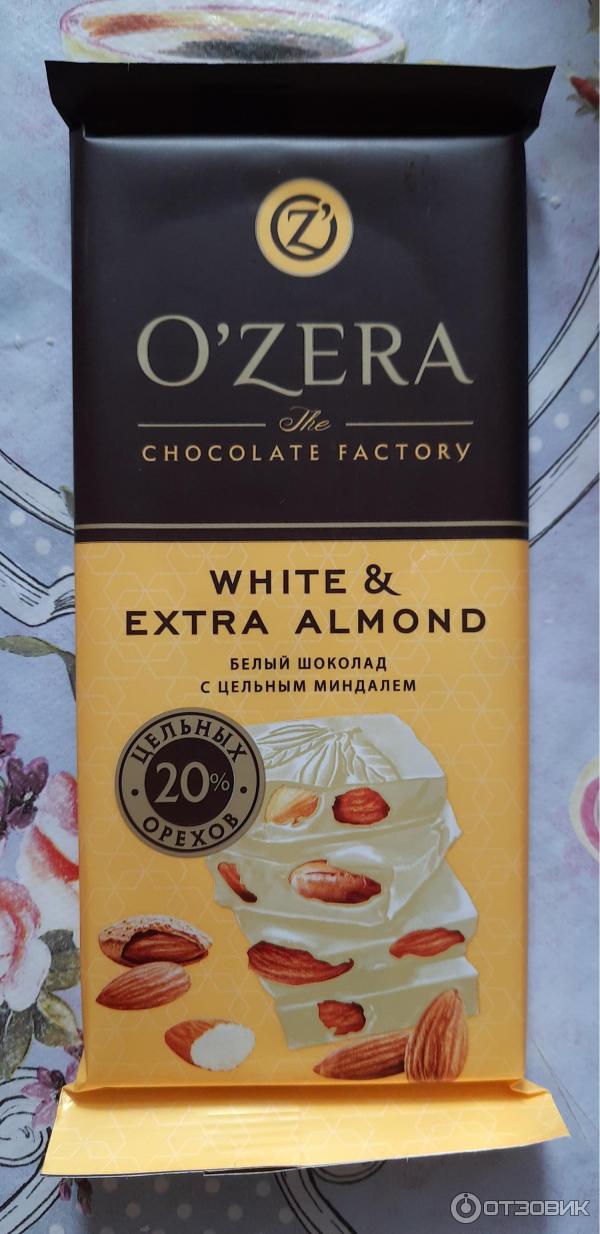 Z'
O'ZERA
The
CHOCOLATE FACTORY
WHITE &
EXTRA ALMOND
БЕЛЫЙ ШОКОЛАД
С ЦЕЛЬНЫМ МИНДАЛЕМ
ЦЕЛЬНЫХ
20%
ОРЕХОВ
ОТЗОВИК